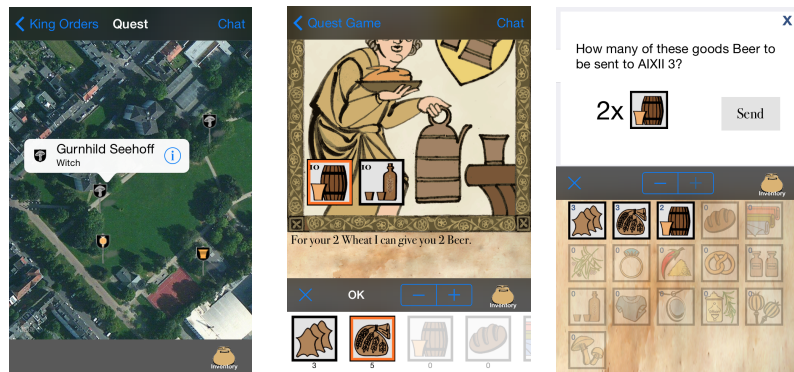 King Orders
Quest
Chat
Gurnhild Seehoff
Witch
Inventory
Quest Game
Chat
10
10
For your 2 Wheat I can give you 2 Beer.
OK
Inventory
3
5
0
0
X
How many of these goods Beer to
be sent to AIXII 3?
2x
Send
Inventory
3
3
2
0
0
0
0
0
0
0
0
0
0
0
0
0